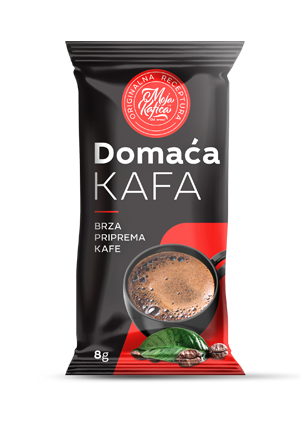 ORIGINALNA RECEPTURA
Moja
Kafica
Domaća
KAFA
BRZA
PRIPREMA
KAFE
8g